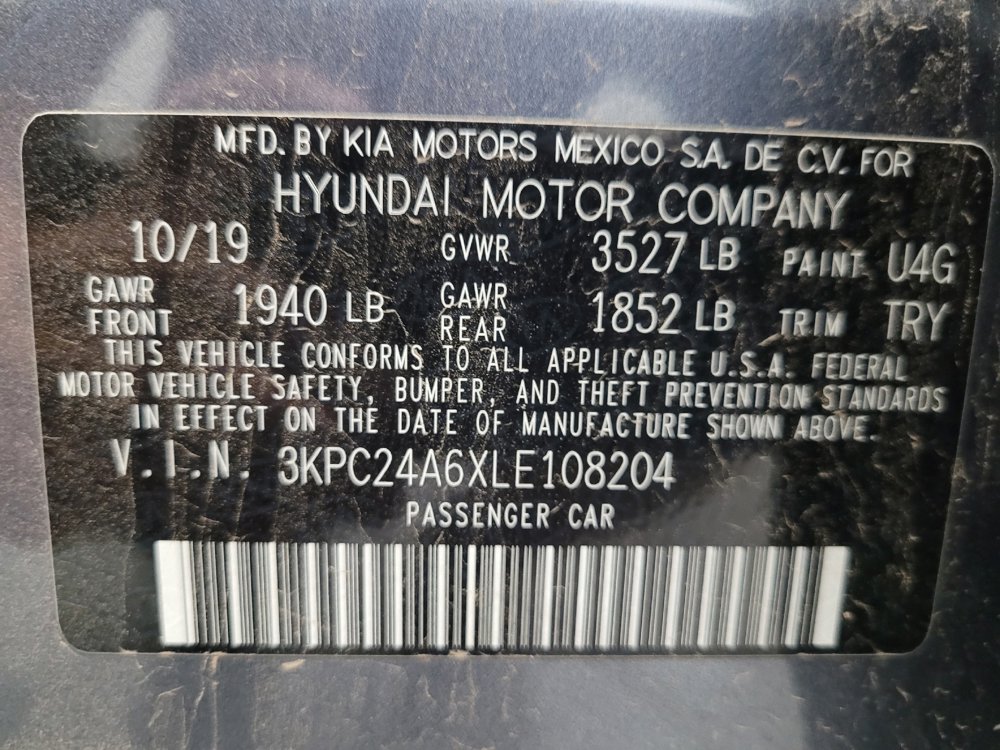 MFD. BY KIA MOTORS MEXICO S.A. DE C.V. FOR
HYUNDAI MOTOR COMPANY
10/19 GVWR 3527 LB PAINT U4G
GAWR FRONT 1940 LB GAWR REAR 1852 LB TRIM TRY
THIS VEHICLE CONFORMS TO ALL APPLICABLE U.S.A. FEDERAL
MOTOR VEHICLE SAFETY, BUMPER, AND THEFT PREVENTION STANDARDS
IN EFFECT ON THE DATE OF MANUFACTURE SHOWN ABOVE.
V.I.N. 3KPC24A6XLE108204
PASSENGER CAR